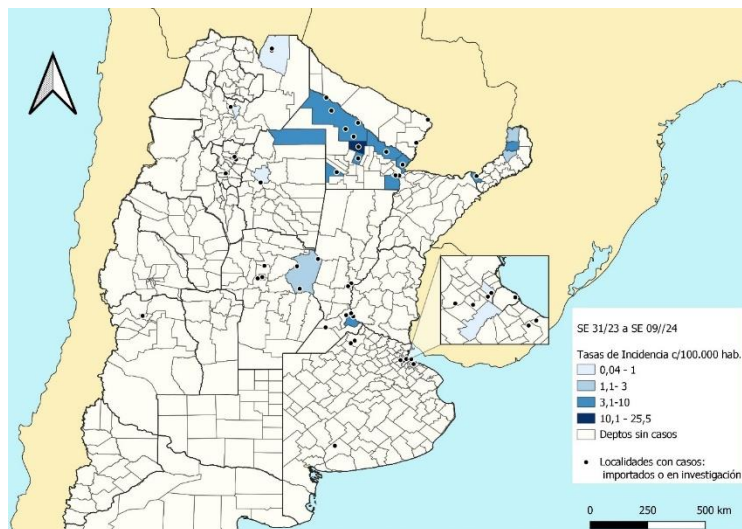 SE 31/23 a SE 09//24
Tasas de Incidencia c/100.000 hab.
0,04 - 1
1,1- 3
3,1-10
10,1 - 25,5
Deptos sin casos
Localidades con casos:
importados o en investigación
0 250 500 km